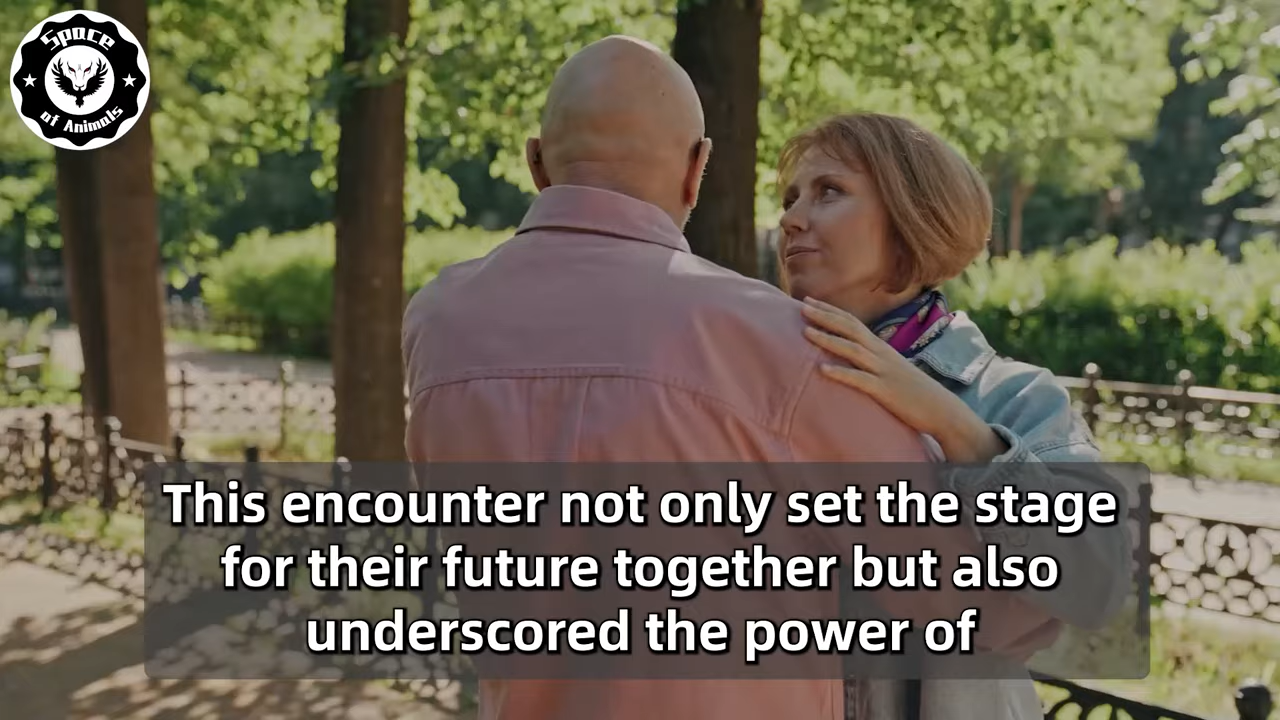 Space
of Animals
This encounter not only set the stage
for their future together but also
underscored the power of